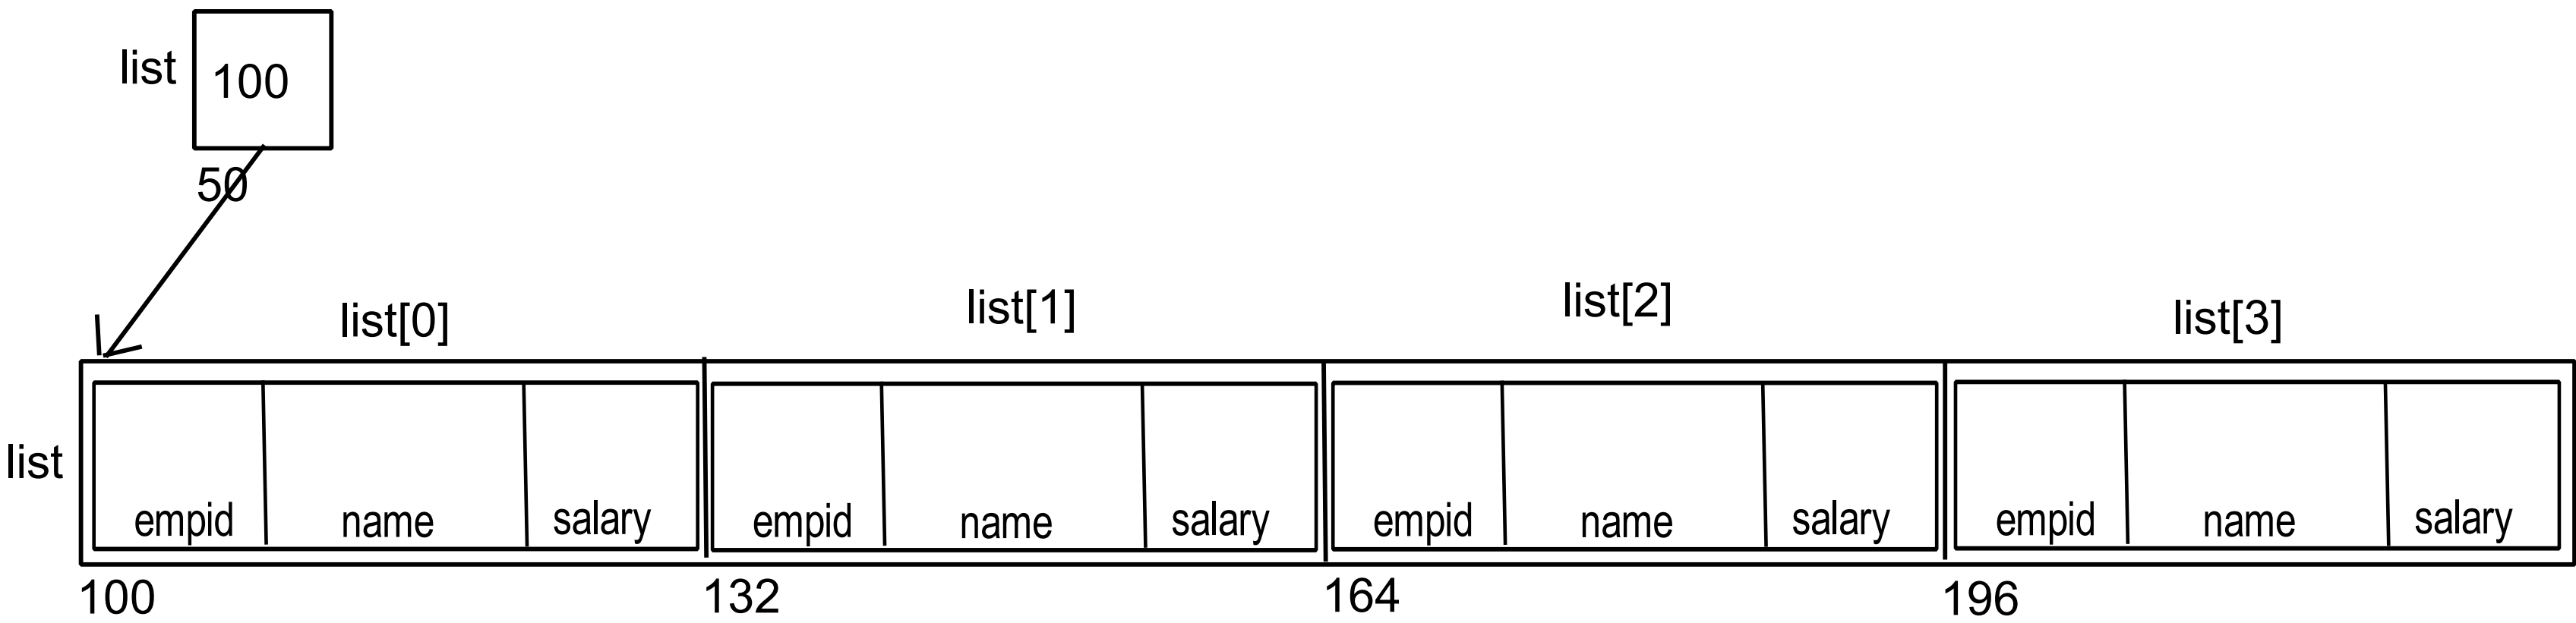 list
100
50
list[0] list[1] list[2] list[3]
list
empid name salary empid name salary empid name salary empid name salary
100 132 164 196